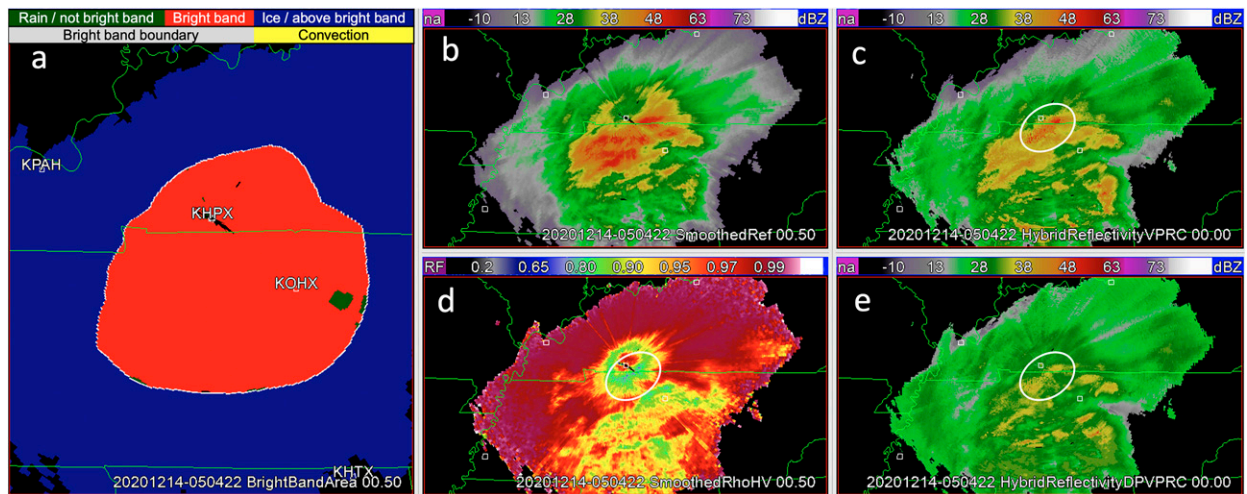 Rain / not bright band Bright band Ice / above bright band
Bright band boundary Convection
a
KPAH
KHPX
KOHX
KHTX
20201214-050422 BrightBandArea 00.50
na -10 13 28 38 48 63 73 dBZ
b
20201214-050422 SmoothedRef 00.50
na -10 13 28 38 48 63 73 dBZ
c
20201214-050422 HybridReflectivityVPRC 00.00
RF 0.2 0.65 0.80 0.90 0.95 0.97 0.99
d
20201214-050422 SmoothedRhoHV 00.50
na -10 13 28 38 48 63 73 dBZ
e
20201214-050422 HybridReflectivityDPVPRC 00.00